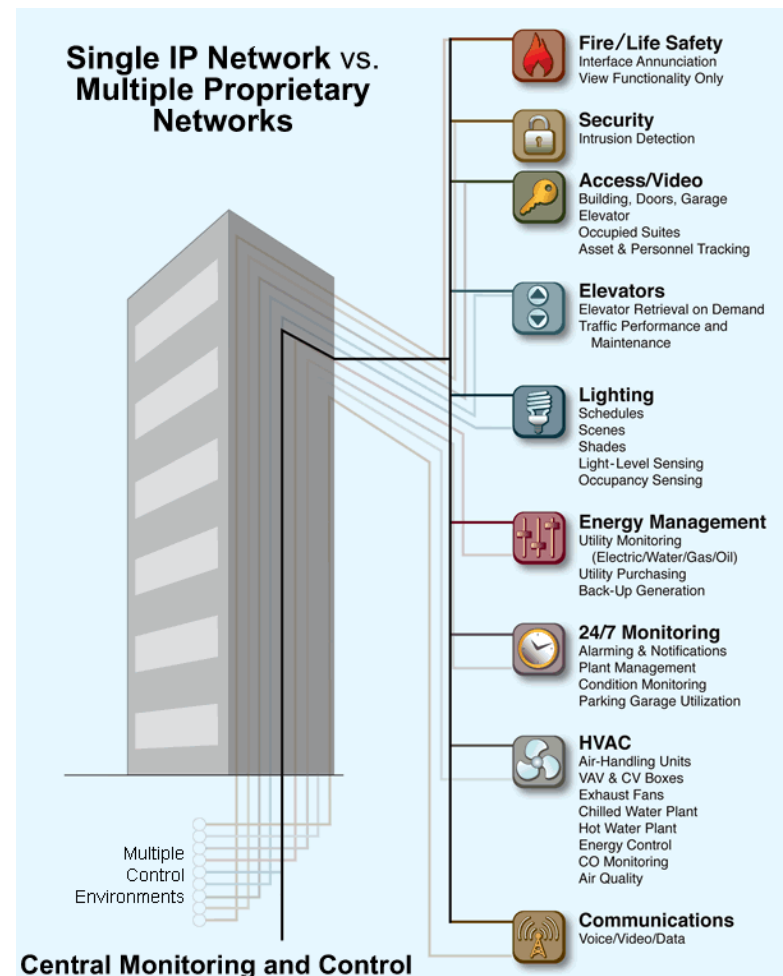 Single IP Network vs.
Multiple Proprietary
Networks
Fire/Life Safety
Interface Annunciation
View Functionality Only
Security
Intrusion Detection
Access/Video
Building, Doors, Garage
Elevator
Occupied Suites
Asset & Personnel Tracking
Elevators
Elevator Retrieval on Demand
Traffic Performance and
Maintenance
Lighting
Schedules
Scenes
Shades
Light-Level Sensing
Occupancy Sensing
Energy Management
Utility Monitoring
(Electric/Water/Gas/Oil)
Utility Purchasing
Back-Up Generation
24/7 Monitoring
Alarming & Notifications
Plant Management
Condition Monitoring
Parking Garage Utilization
HVAC
Air-Handling Units
VAV & CV Boxes
Exhaust Fans
Chilled Water Plant
Hot Water Plant
Energy Control
CO Monitoring
Air Quality
Communications
Voice/Video/Data
Multiple
Control
Environments
Central Monitoring and Control